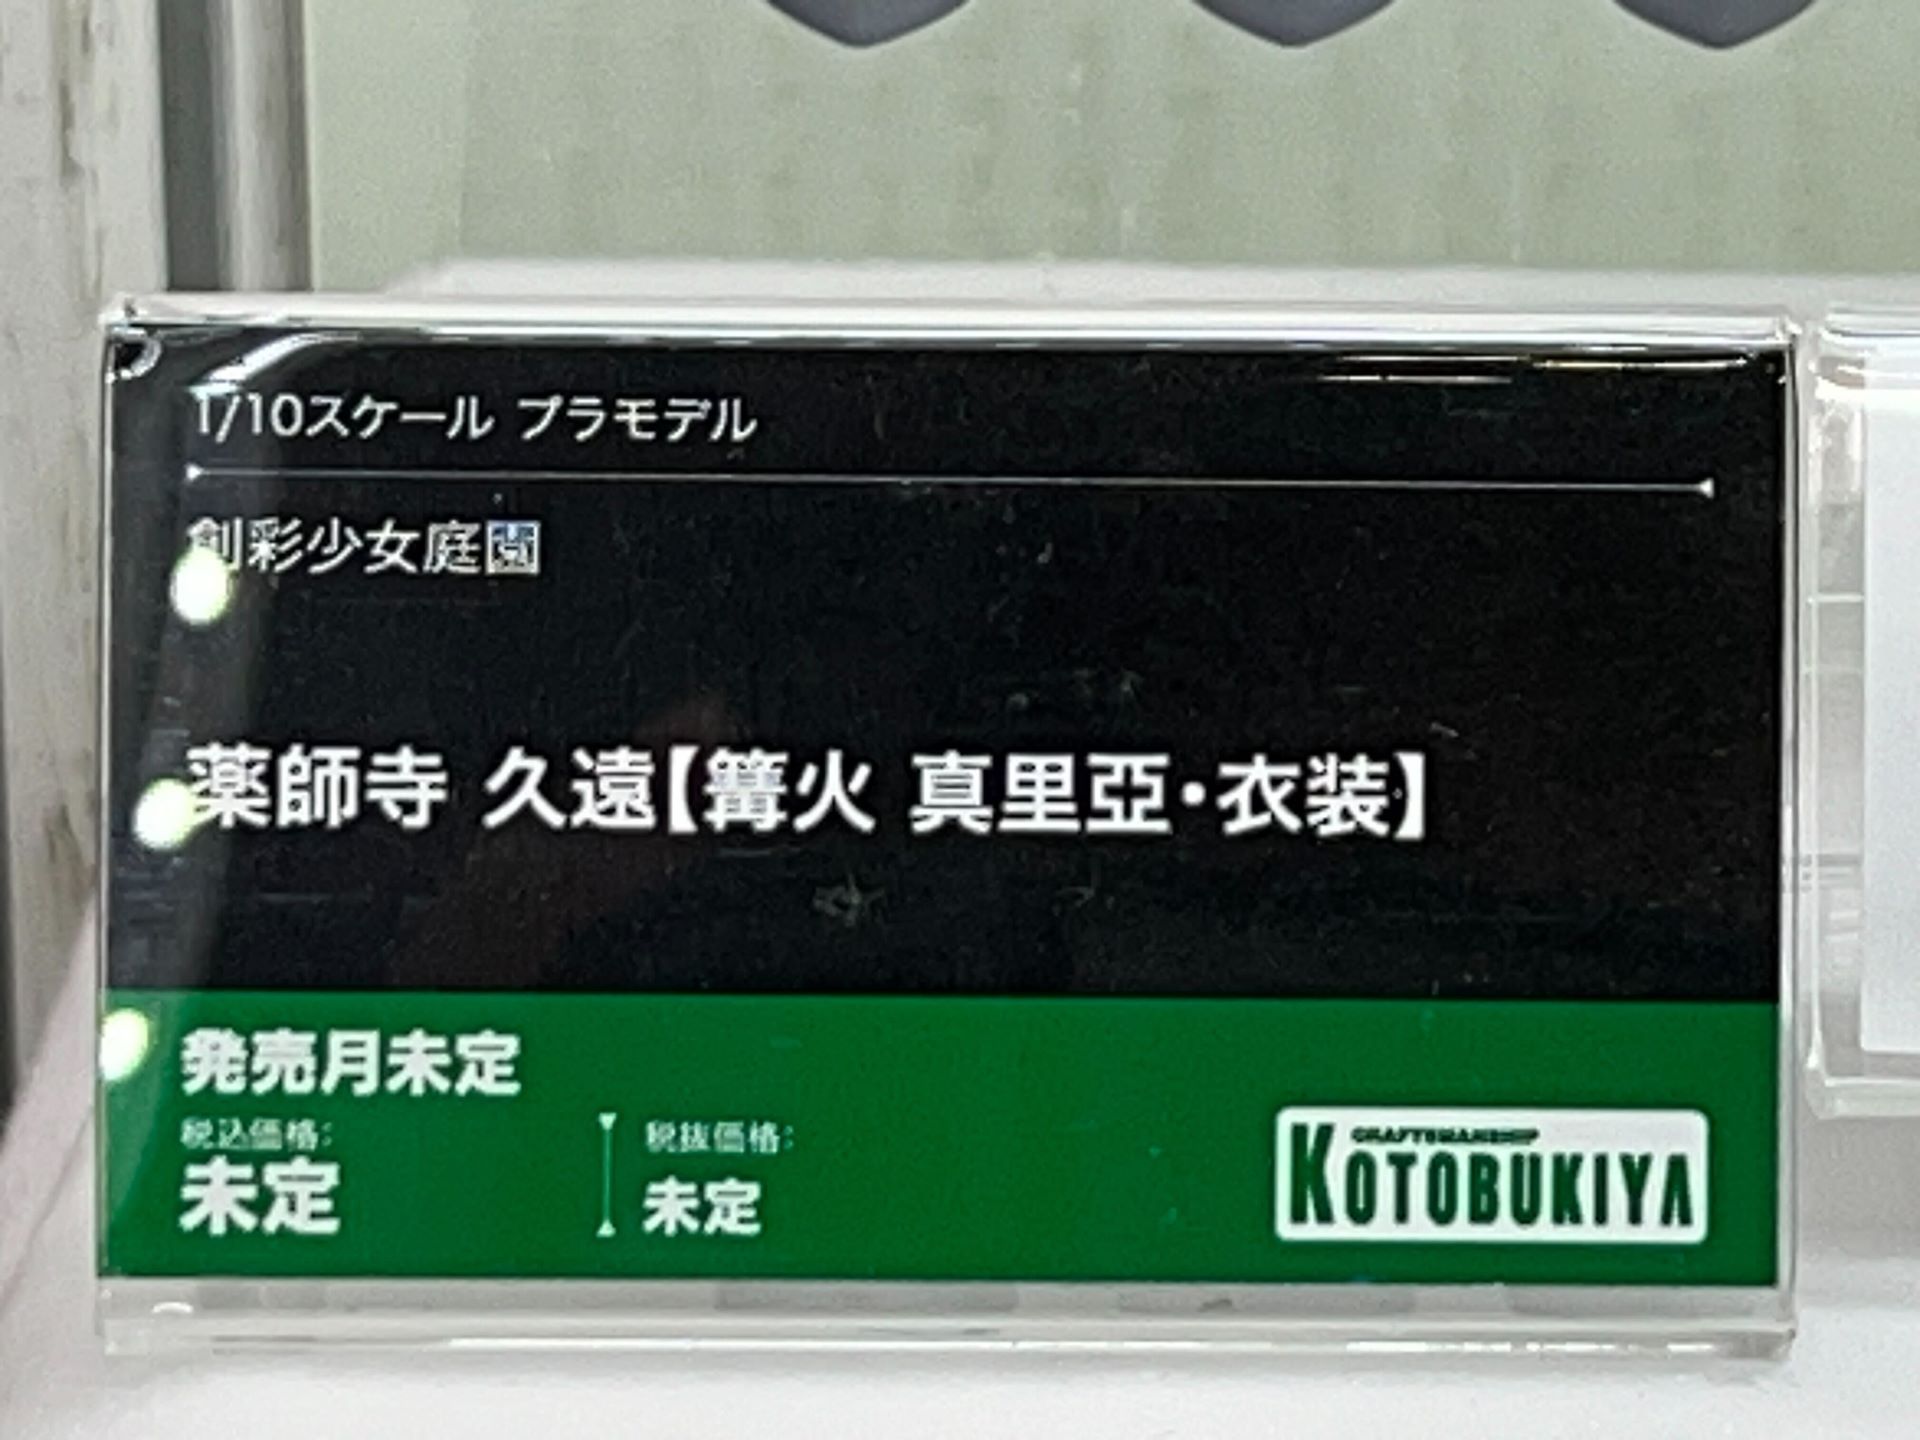 1/10スケール プラモデル
創彩少女庭園
薬師寺 久遠【篝火 真里亞・衣装】
発売月未定
税込価格:
未定
税抜価格:
未定
CRAFTSMANSHIP
KOTOBUKIYA